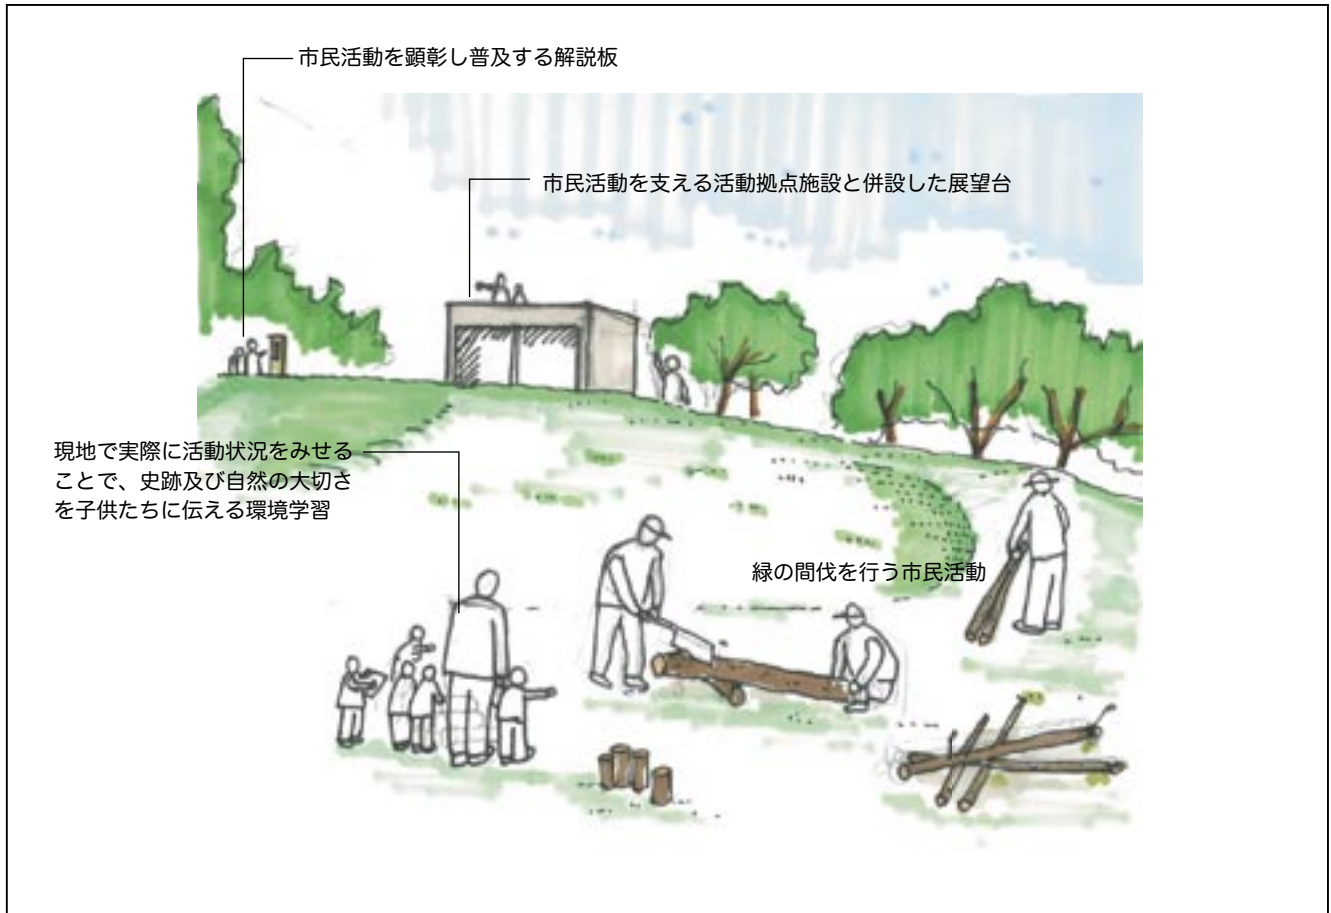 市民活動を顕彰し普及する解説板
市民活動を支える活動拠点施設と併設した展望台
現地で実際に活動状況をみせる
ことで、史跡及び自然の大切さ
を子供たちに伝える環境学習
緑の間伐を行う市民活動